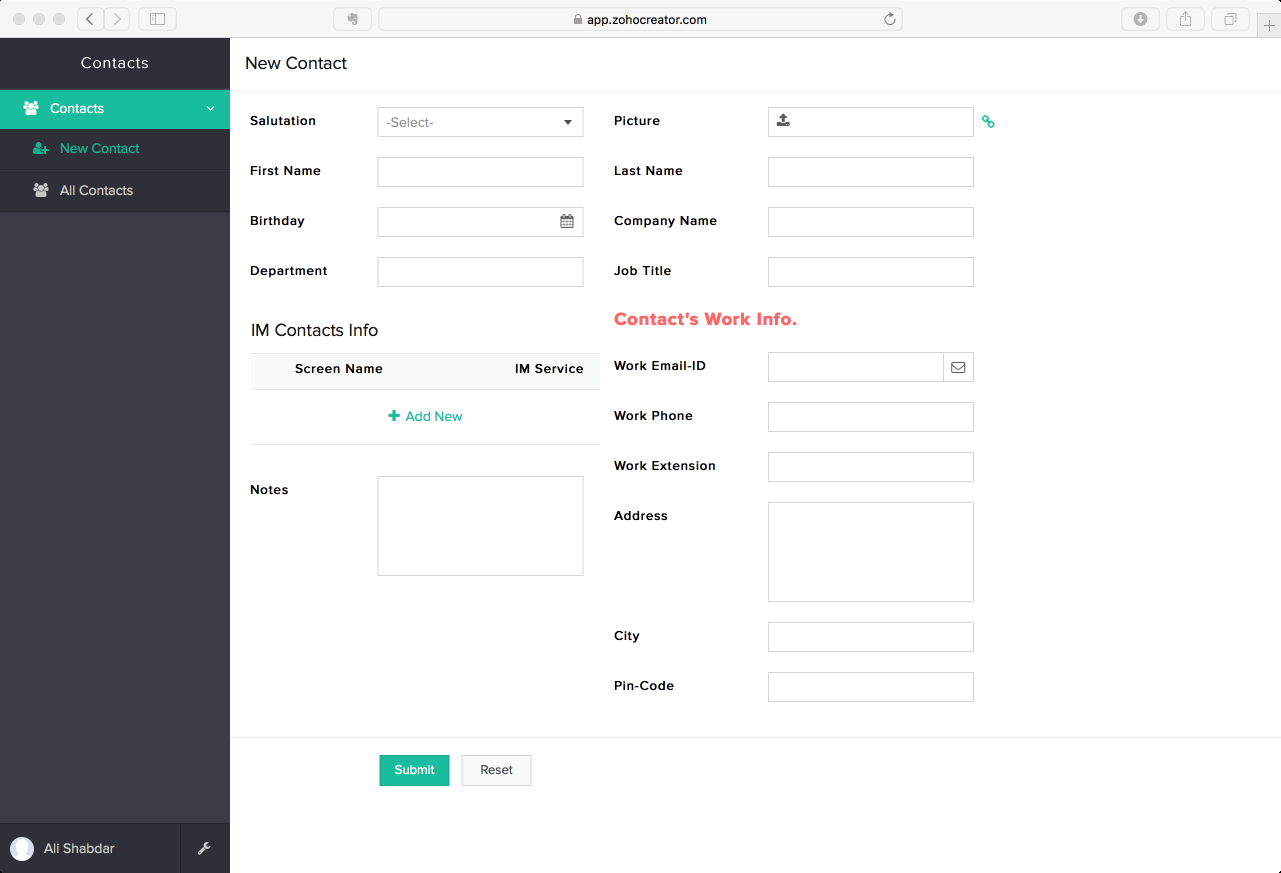 app.zohocreator.com
Contacts
New Contact
Contacts
New Contact
All Contacts
Salutation
-Select-
Picture
First Name
Last Name
Birthday
Company Name
Department
Job Title
IM Contacts Info
Screen Name IM Service
Add New
Notes
Contact's Work Info.
Work Email-ID
Work Phone
Work Extension
Address
City
Pin-Code
Submit
Reset
Ali Shabdar